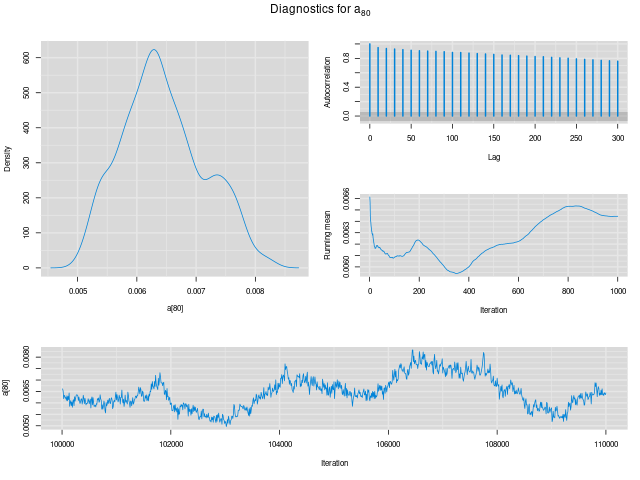 Diagnostics for a80
Density
0 100 200 300 400 500 600
0.005 0.006 0.007 0.008
a[80]
Autocorrelation
0.0 0.4 0.8
0 50 100 150 200 250 300
Lag
Running mean
0.0060 0.0063 0.0066
0 200 400 600 800 1000
Iteration
a[80]
0.0050 0.0065 0.0080
100000 102000 104000 106000 108000 110000
Iteration